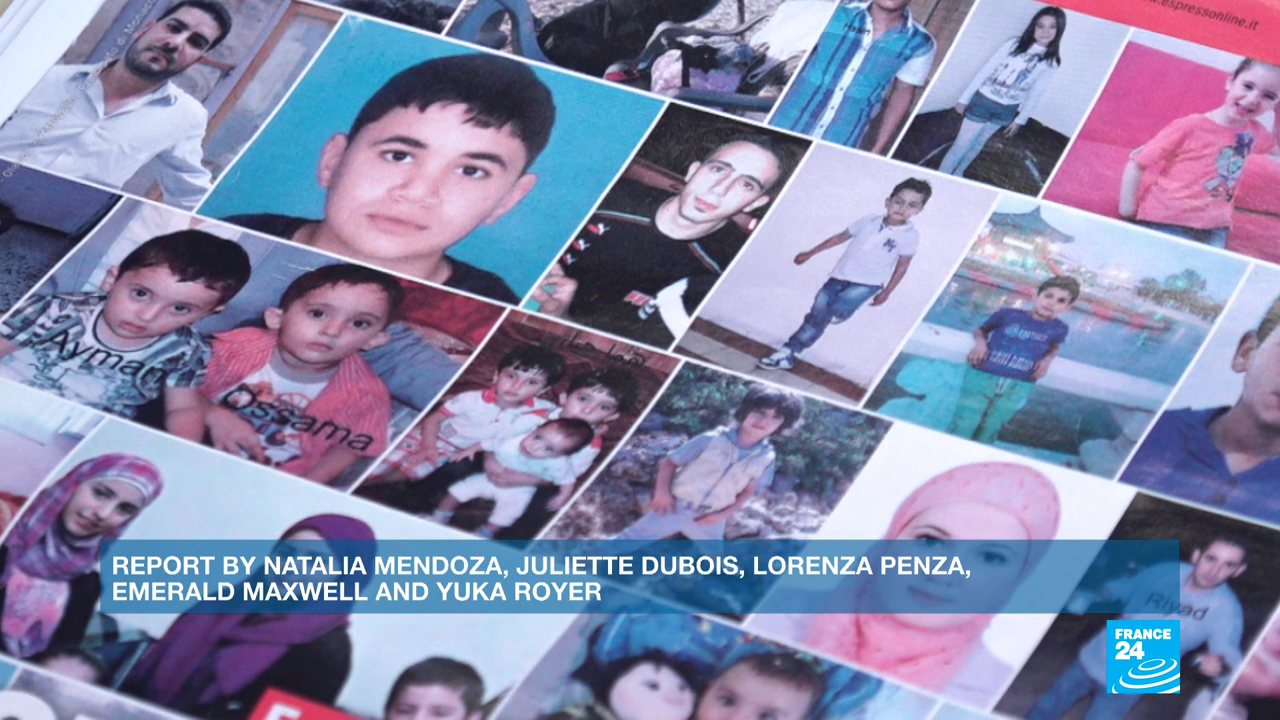 www.espressonline.it
Ayman
Ossama
Riyad
REPORT BY NATALIA MENDOZA, JULIETTE DUBOIS, LORENZA PENZA,
EMERALD MAXWELL AND YUKA ROYER
FRANCE
24